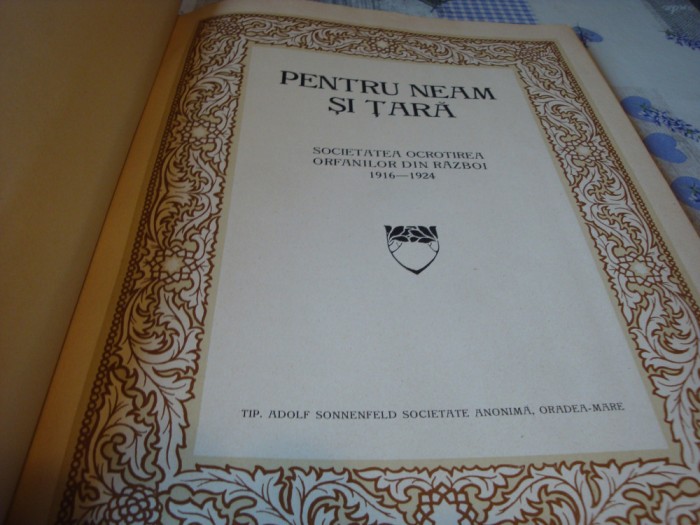 PENTRU NEAM
ȘI ȚARĂ
SOCIETATEA OCROTIREA
ORFANILOR DIN RĂZBOI
1916—1924
TIP. ADOLF SONNENFELD SOCIETATE ANONIMĂ, ORADEA-MARE